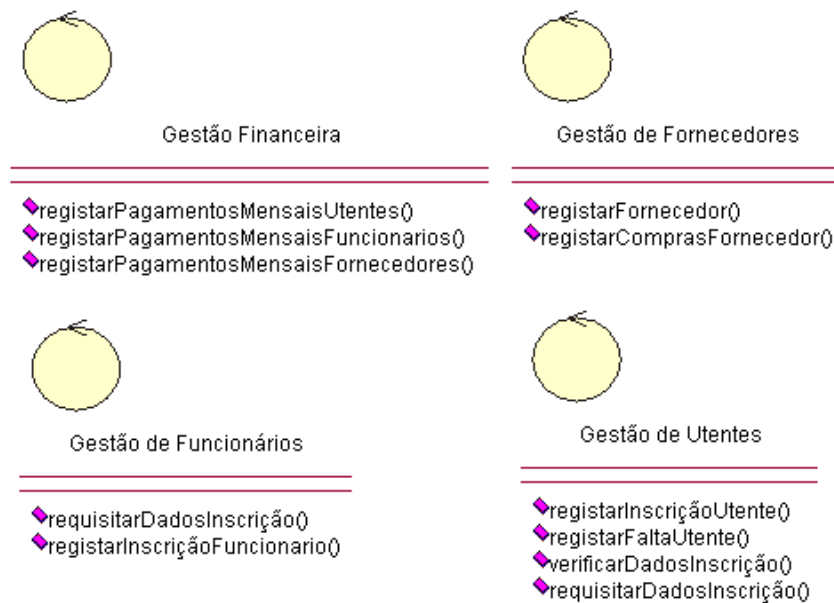 Gestão Financeira
registarPagamentosMensaisUtentes()
registarPagamentosMensaisFuncionarios()
registarPagamentosMensaisFornecedores()
Gestão de Fornecedores
registarFornecedor()
registarComprasFornecedor()
Gestão de Funcionários
requisitarDadosInscrição()
registarInscriçãoFuncionario()
Gestão de Utentes
registarInscriçãoUtente()
registarFaltaUtente()
verificarDadosInscrição()
requisitarDadosInscrição()